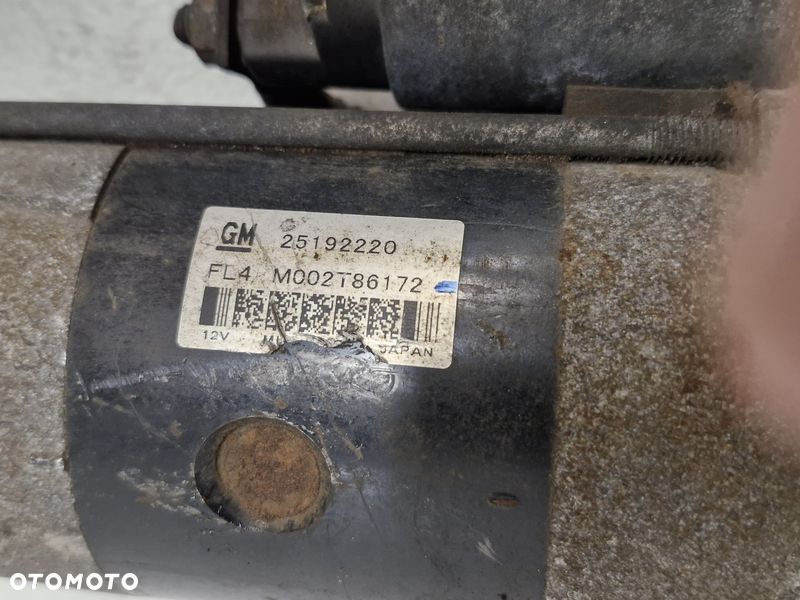 GM 25192220
FL4 M002T86172
12V JAPAN
OTOMOTO